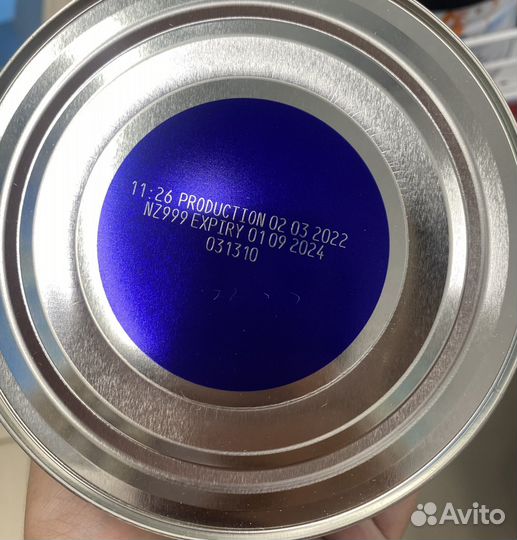 11:26 PRODUCTION 02 03 2022
NZ999 EXPIRY 01 09 2024
031310
Avito